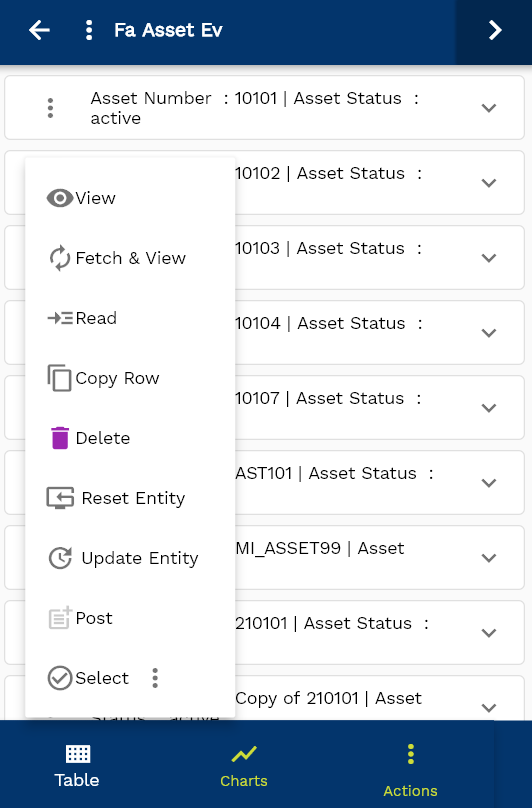 Fa Asset Ev
Asset Number : 10101 | Asset Status :
active
10102 | Asset Status :
View
10103 | Asset Status :
Fetch & View
Read
10104 | Asset Status :
Copy Row
10107 | Asset Status :
Delete
AST101 | Asset Status :
Reset Entity
MI_ASSET99 | Asset
Update Entity
Post
210101 | Asset Status :
Select
Copy of 210101 | Asset
Status : active
Table
Charts
Actions